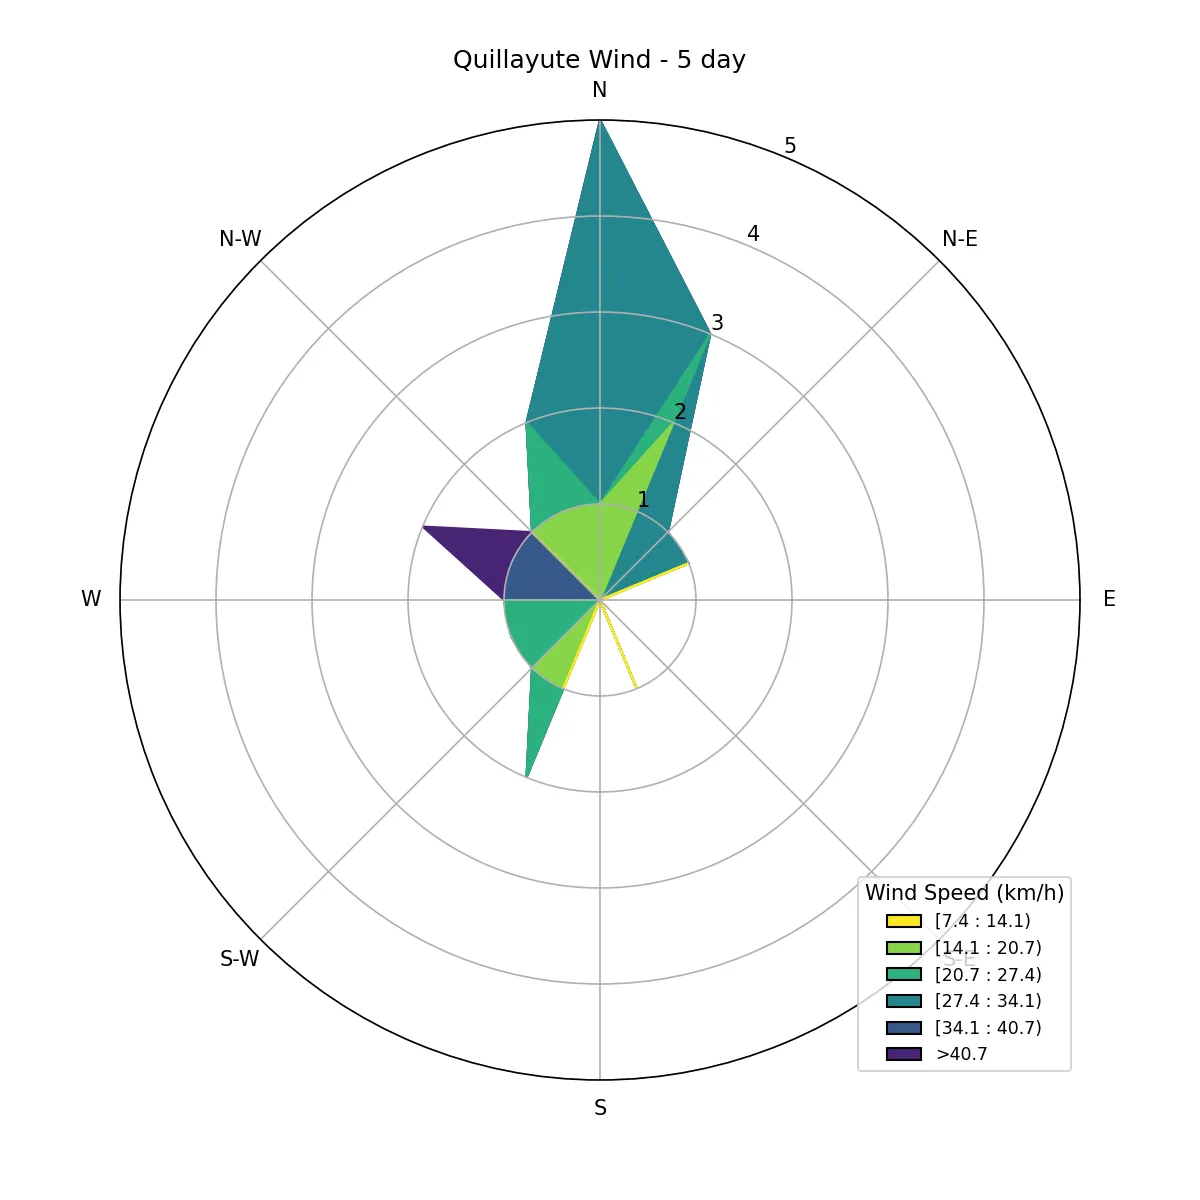 Quillayute Wind - 5 day
N
5
N-W
4
N-E
3
2
1
W
E
Wind Speed (km/h)
[7.4 : 14.1)
[14.1 : 20.7)
S-W
S-E
[20.7 : 27.4)
[27.4 : 34.1)
[34.1 : 40.7)
>40.7
S